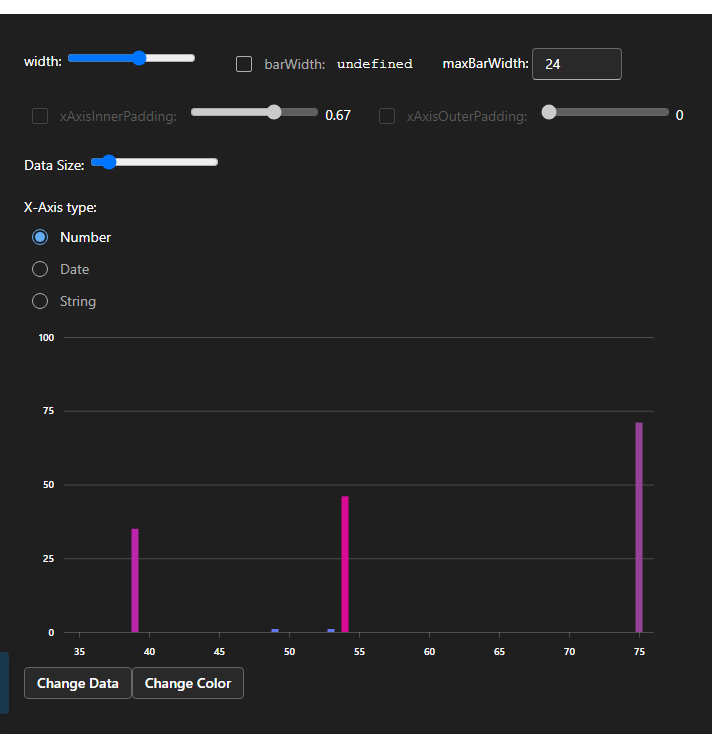 width: barWidth: undefined maxBarWidth: 24
xAxisInnerPadding: 0.67 xAxisOuterPadding: 0
Data Size:
X-Axis type:
Number
Date
String
100
75
50
25
0
35 40 45 50 55 60 65 70 75
Change Data Change Color